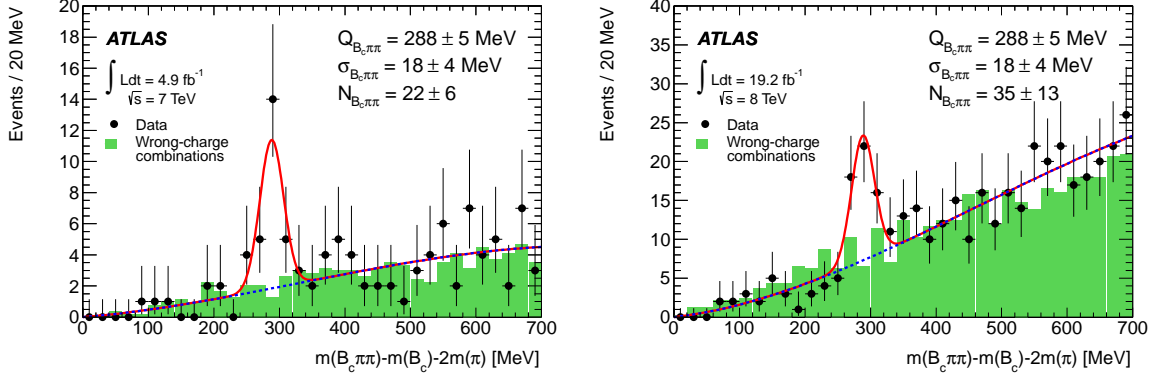 Events / 20 MeV
20
18
16
14
12
10
8
6
4
2
0
ATLAS
∫ Ldt = 4.9 fb⁻¹
√s = 7 TeV
Data
Wrong-charge
combinations
Q_{B_cππ} = 288 ± 5 MeV
σ_{B_cππ} = 18 ± 4 MeV
N_{B_cππ} = 22 ± 6
0 100 200 300 400 500 600 700
m(B_cππ)-m(B_c)-2m(π) [MeV]
Events / 20 MeV
40
35
30
25
20
15
10
5
0
ATLAS
∫ Ldt = 19.2 fb⁻¹
√s = 8 TeV
Data
Wrong-charge
combinations
Q_{B_cππ} = 288 ± 5 MeV
σ_{B_cππ} = 18 ± 4 MeV
N_{B_cππ} = 35 ± 13
0 100 200 300 400 500 600 700
m(B_cππ)-m(B_c)-2m(π) [MeV]